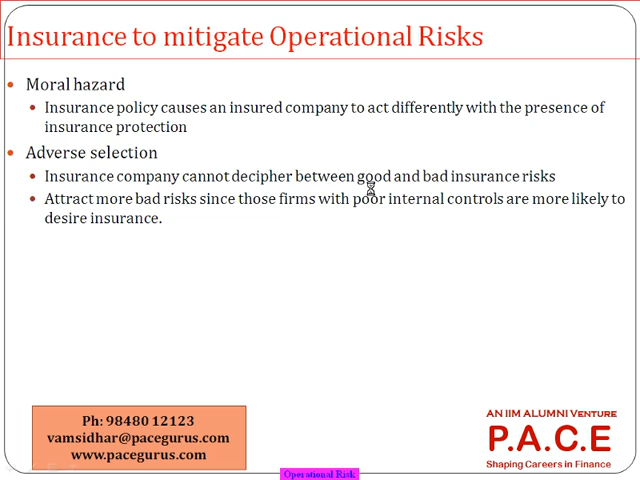 Insurance to mitigate Operational Risks
Moral hazard
Insurance policy causes an insured company to act differently with the presence of
insurance protection
Adverse selection
Insurance company cannot decipher between good and bad insurance risks
Attract more bad risks since those firms with poor internal controls are more likely to
desire insurance.
Ph: 98480 12123
vamsidhar@pacegurus.com
www.pacegurus.com
AN IIM ALUMNI VENTURE
P.A.C.E
Shaping Careers in Finance
Operational Risk